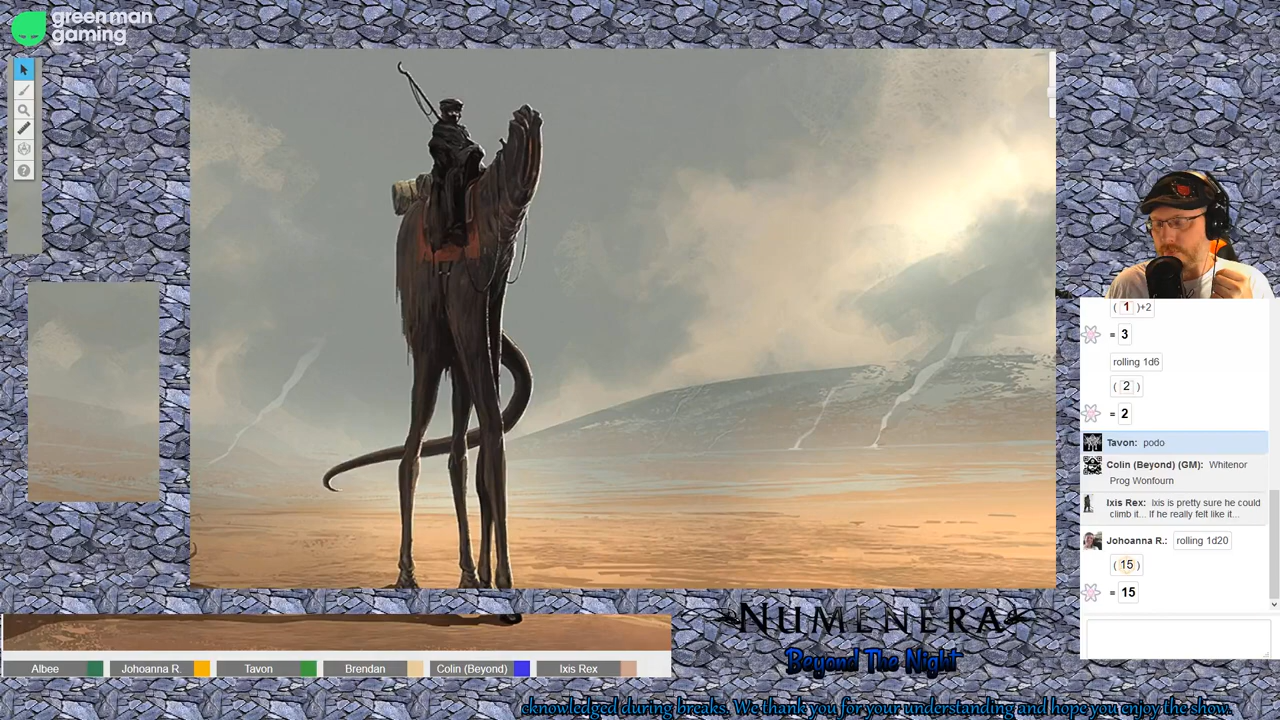 green man
gaming
( 1 )+2
= 3
rolling 1d6
( 2 )
= 2
Tavon: podo
Colin (Beyond) (GM): Whitenor
Prog Wonfourn
Ixis Rex: Ixis is pretty sure he could
climb it... If he really felt like it...
Johoanna R.: rolling 1d20
( 15 )
= 15
NUMENERA
Beyond The Night
Albee
Johoanna R.
Tavon
Brendan
Colin (Beyond)
Ixis Rex
cknowledged during breaks. We thank you for your understanding and hope you enjoy the show.